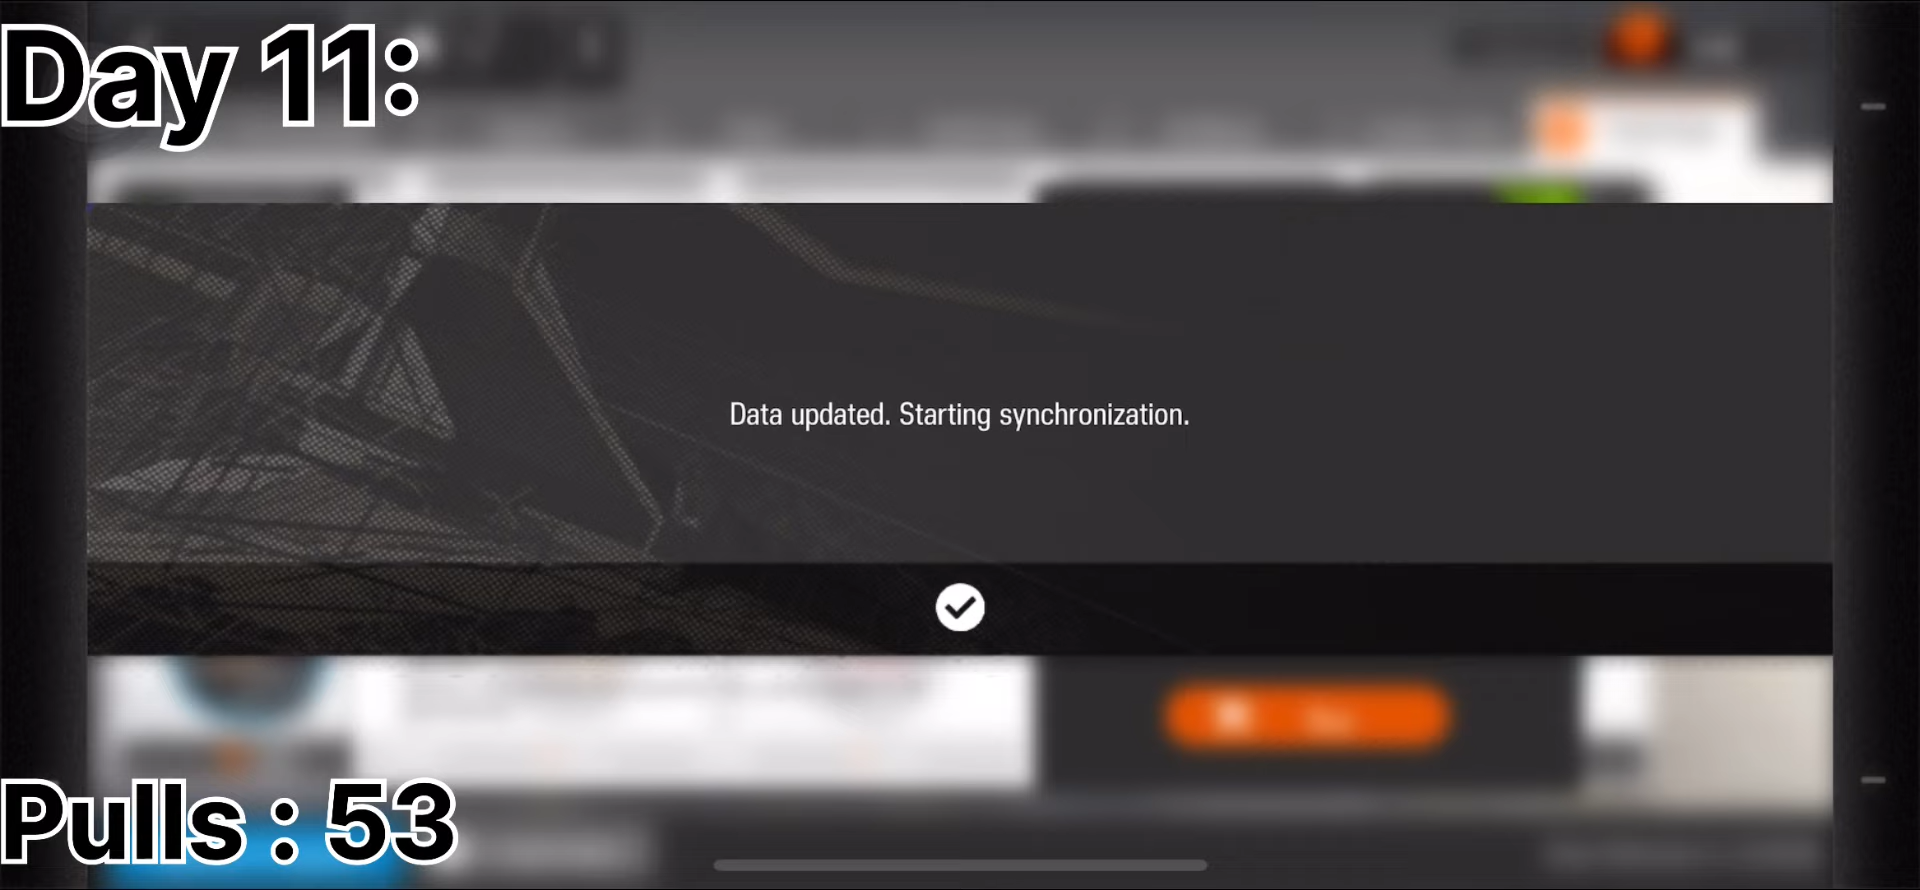 Day 11:
Data updated. Starting synchronization.
Pulls : 53